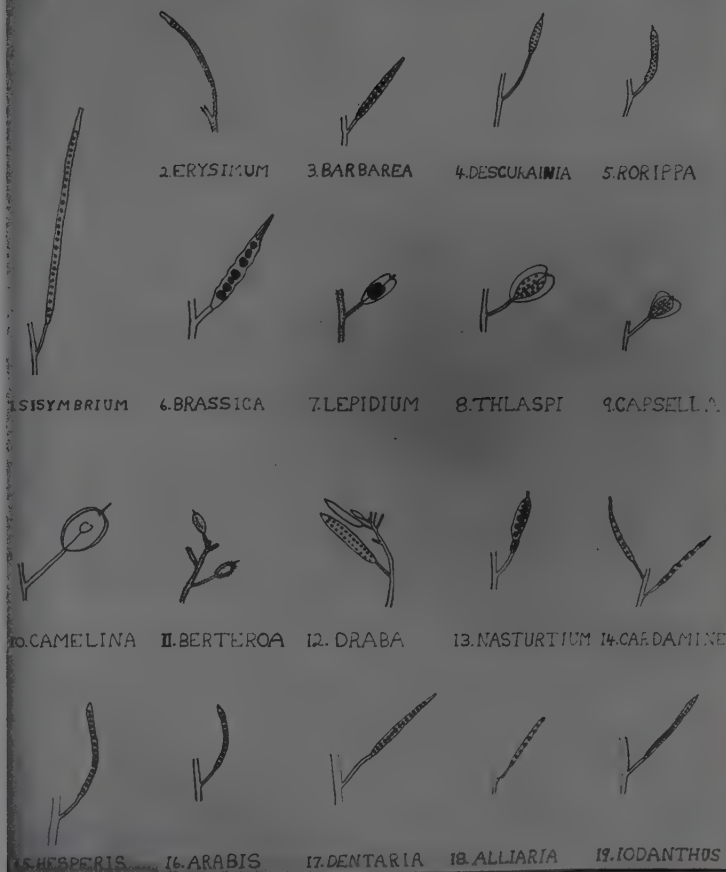 2.ERYSIMUM 3.BARBAREA 4.DESCURAINIA 5.RORIPPA
1.SISYMBRIUM 6.BRASSICA 7.LEPIDIUM 8.THLASPI 9.CAPSELLA
10.CAMELINA 11.BERTEROA 12. DRABA 13.NASTURTIUM 14.CARDAMINE
15.HESPERIS 16.ARABIS 17.DENTARIA 18.ALLIARIA 19.IODANTHUS